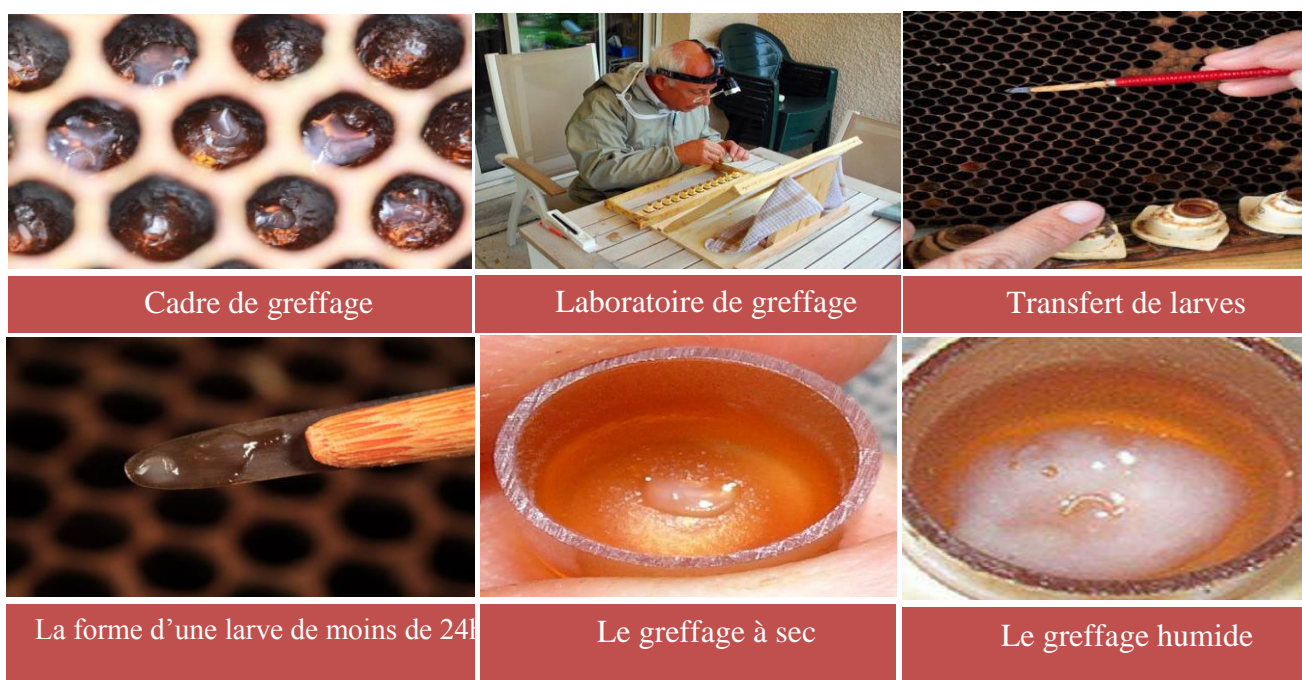 Cadre de greffage
Laboratoire de greffage
Transfert de larves
La forme d’une larve de moins de 24h
Le greffage à sec
Le greffage humide